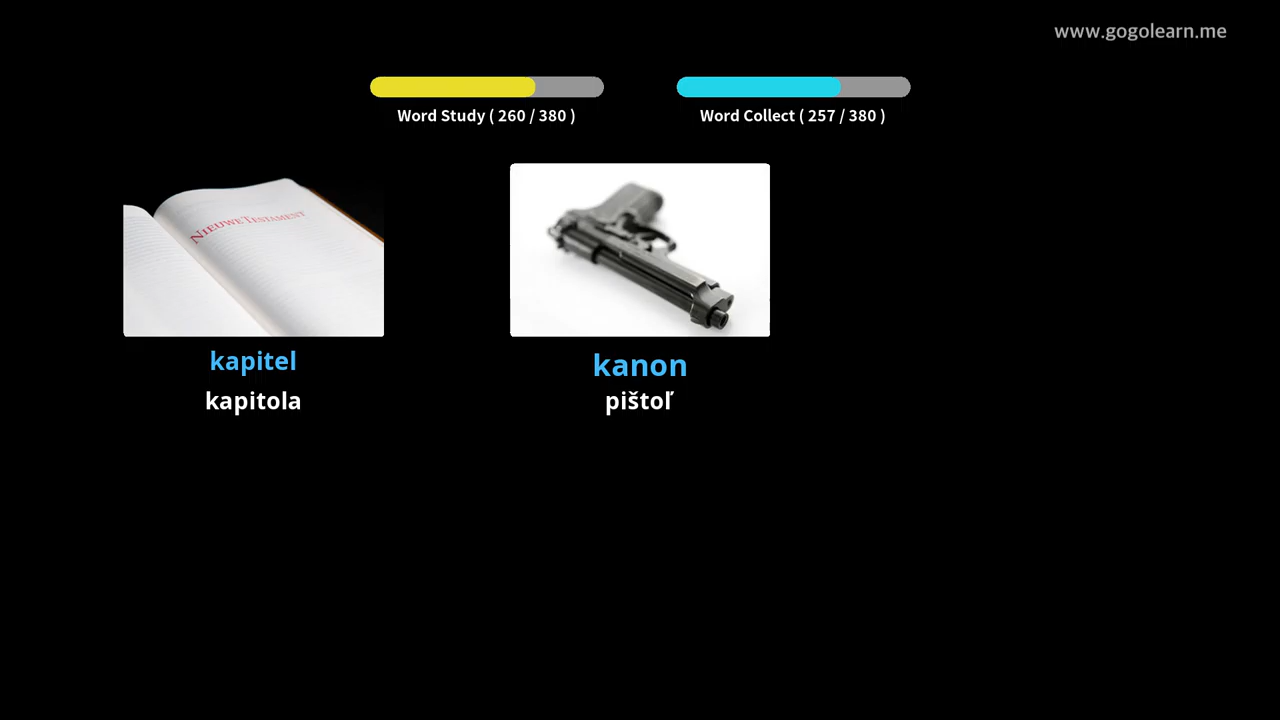 www.gogolearn.me
Word Study ( 260 / 380 )
Word Collect ( 257 / 380 )
NIEUWE TESTAMENT
kapitel
kapitola
kanon
pištoľ